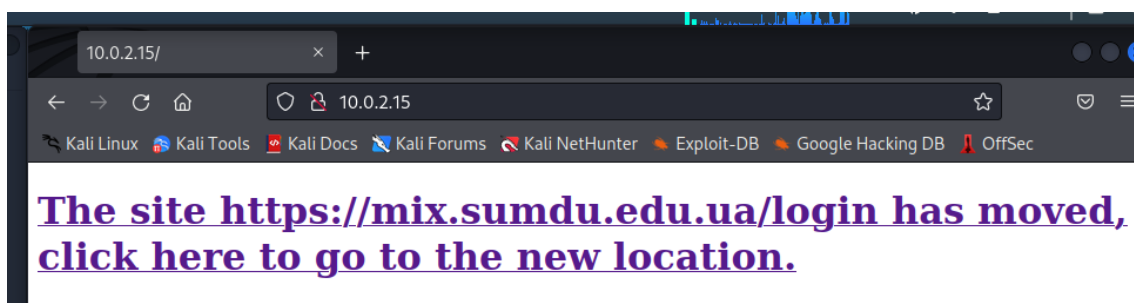 10.0.2.15/
10.0.2.15
Kali Linux Kali Tools Kali Docs Kali Forums Kali NetHunter Exploit-DB Google Hacking DB OffSec
The site https://mix.sumdu.edu.ua/login has moved,
click here to go to the new location.